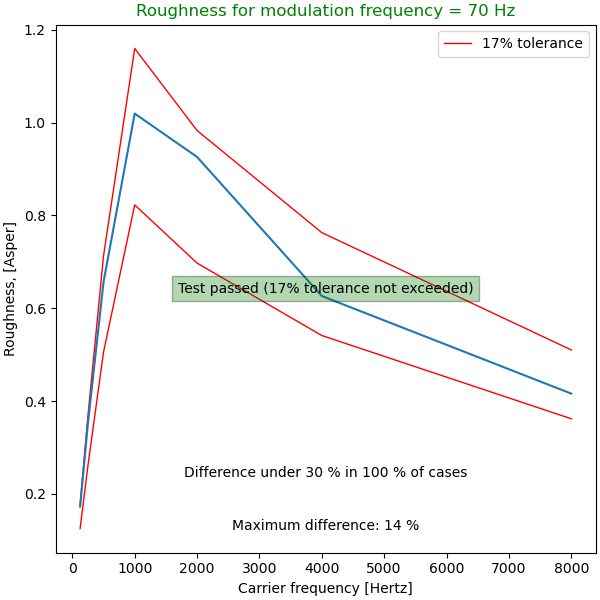 Roughness for modulation frequency = 70 Hz
17% tolerance
1.2
1.0
0.8
0.6
0.4
0.2
Roughness, [Asper]
Test passed (17% tolerance not exceeded)
Difference under 30 % in 100 % of cases
Maximum difference: 14 %
0 1000 2000 3000 4000 5000 6000 7000 8000
Carrier frequency [Hertz]